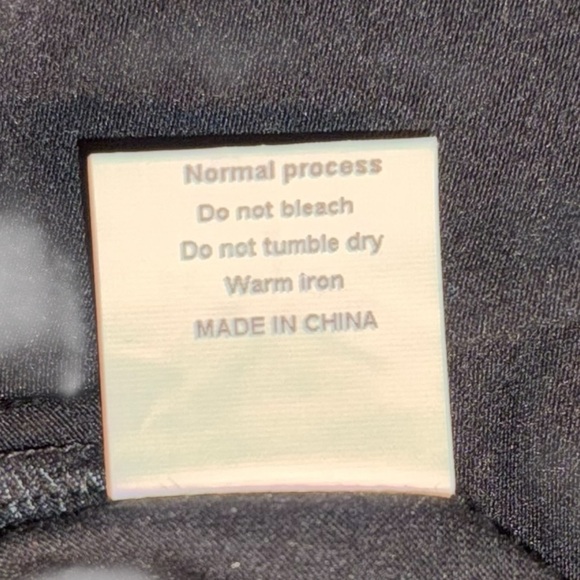 Normal process
Do not bleach
Do not tumble dry
Warm iron
MADE IN CHINA